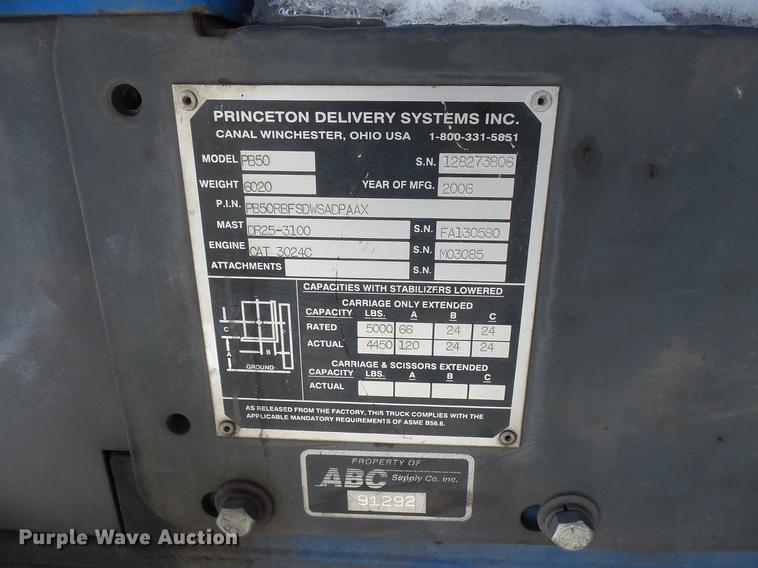 PRINCETON DELIVERY SYSTEMS INC.
CANAL WINCHESTER, OHIO USA 1-800-331-5851
MODEL PB50 S.N. 128273806
WEIGHT 6020 YEAR OF MFG. 2006
P.I.N. PB50RBFSDWSADPAAX
MAST DR25-3100 S.N. FA130580
ENGINE CAT 3024C S.N. M03085
ATTACHMENTS S.N.
CAPACITIES WITH STABILIZERS LOWERED
CARRIAGE ONLY EXTENDED
CAPACITY LBS. A B C
RATED 5000 66 24 24
ACTUAL 4450 120 24 24
CARRIAGE & SCISSORS EXTENDED
CAPACITY LBS. A B C
ACTUAL
C
A
B
GROUND
AS RELEASED FROM THE FACTORY, THIS TRUCK COMPLIES WITH THE
APPLICABLE MANDATORY REQUIREMENTS OF ASME B56.6.
PROPERTY OF
ABC Supply Co. Inc.
91292
Purple Wave Auction